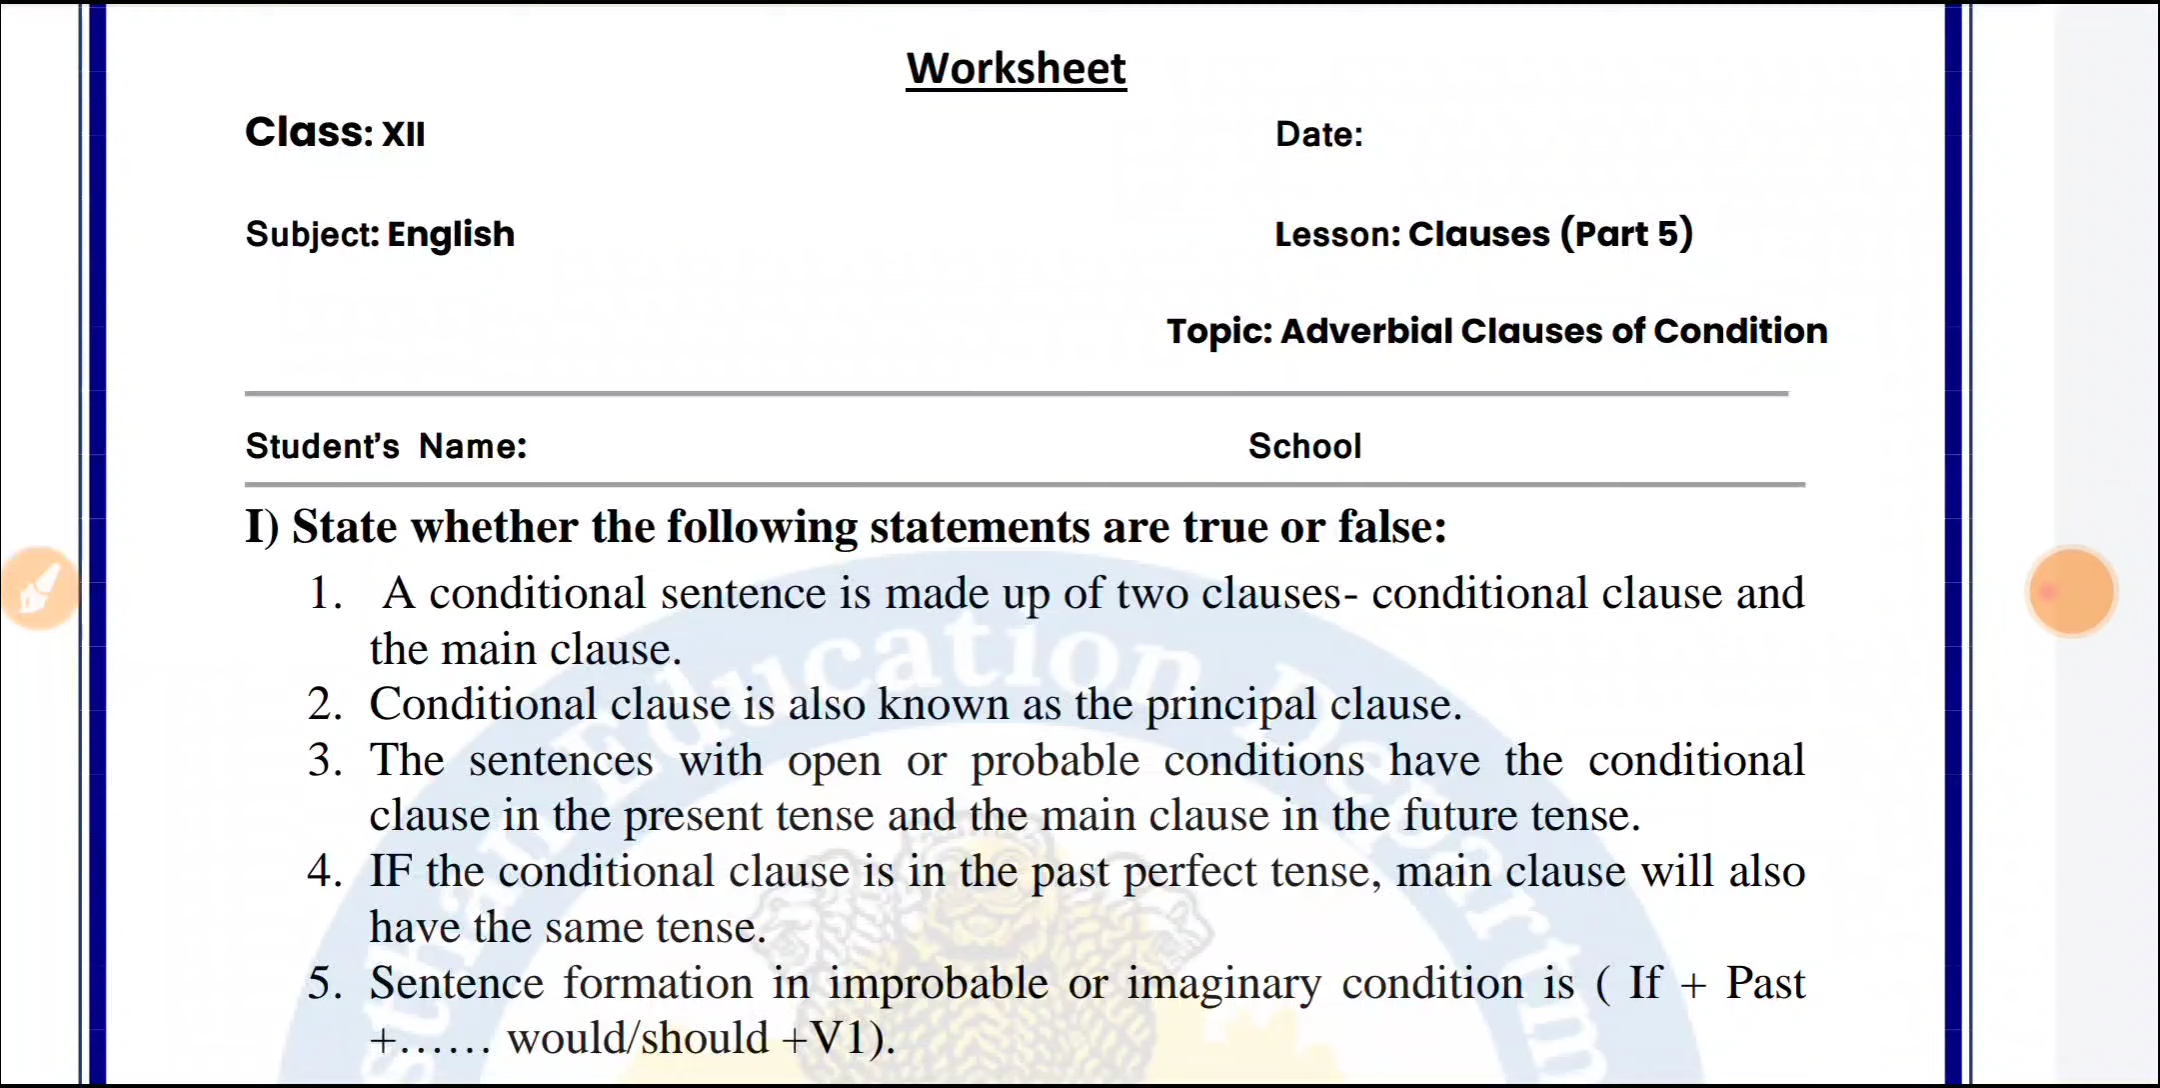 Worksheet
Class: XII
Date:
Subject: English
Lesson: Clauses (Part 5)
Topic: Adverbial Clauses of Condition
Student’s Name:
School
I) State whether the following statements are true or false:
1. A conditional sentence is made up of two clauses- conditional clause and
the main clause.
2. Conditional clause is also known as the principal clause.
3. The sentences with open or probable conditions have the conditional
clause in the present tense and the main clause in the future tense.
4. IF the conditional clause is in the past perfect tense, main clause will also
have the same tense.
5. Sentence formation in improbable or imaginary condition is ( If + Past
+...... would/should +V1).
Education